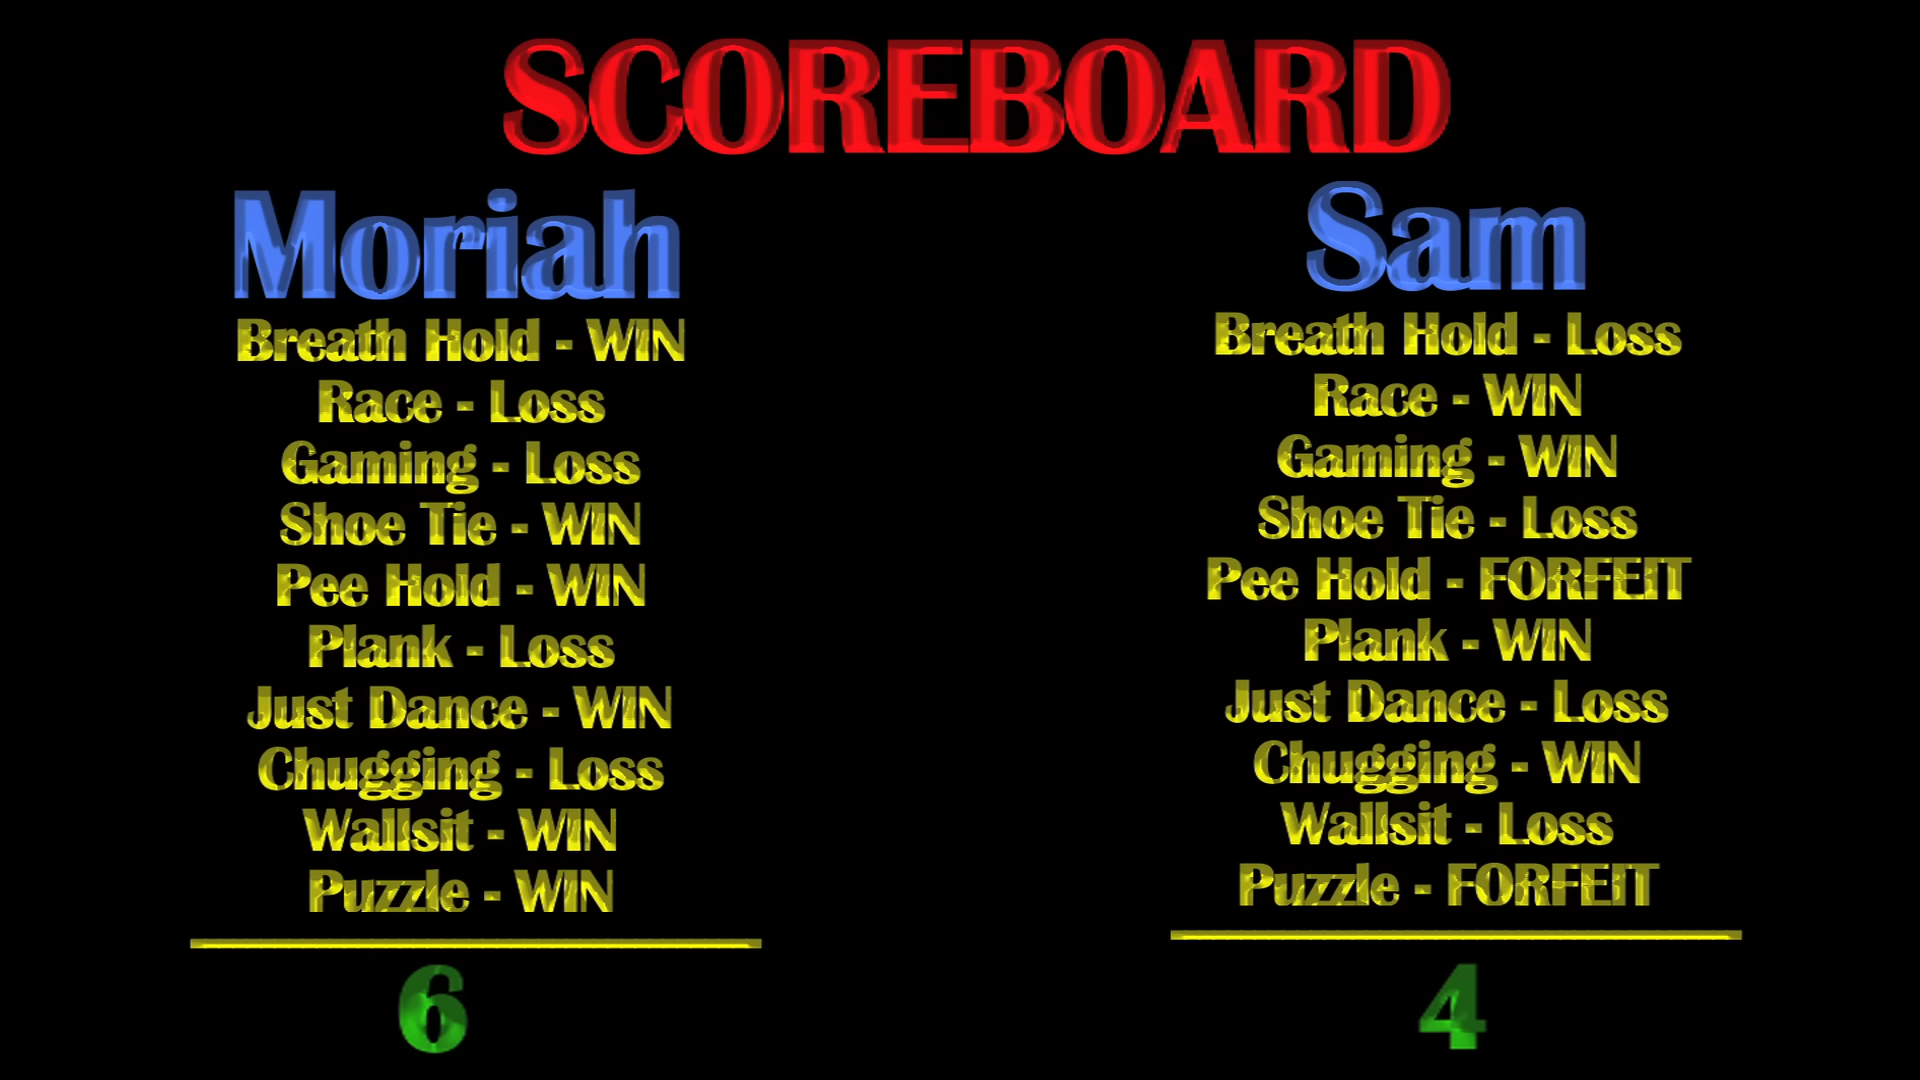 SCOREBOARD
Moriah
Breath Hold - WIN
Race - Loss
Gaming - Loss
Shoe Tie - WIN
Pee Hold - WIN
Plank - Loss
Just Dance - WIN
Chugging - Loss
Wallsit - WIN
Puzzle - WIN
6
Sam
Breath Hold - Loss
Race - WIN
Gaming - WIN
Shoe Tie - Loss
Pee Hold - FORFEIT
Plank - WIN
Just Dance - Loss
Chugging - WIN
Wallsit - Loss
Puzzle - FORFEIT
4